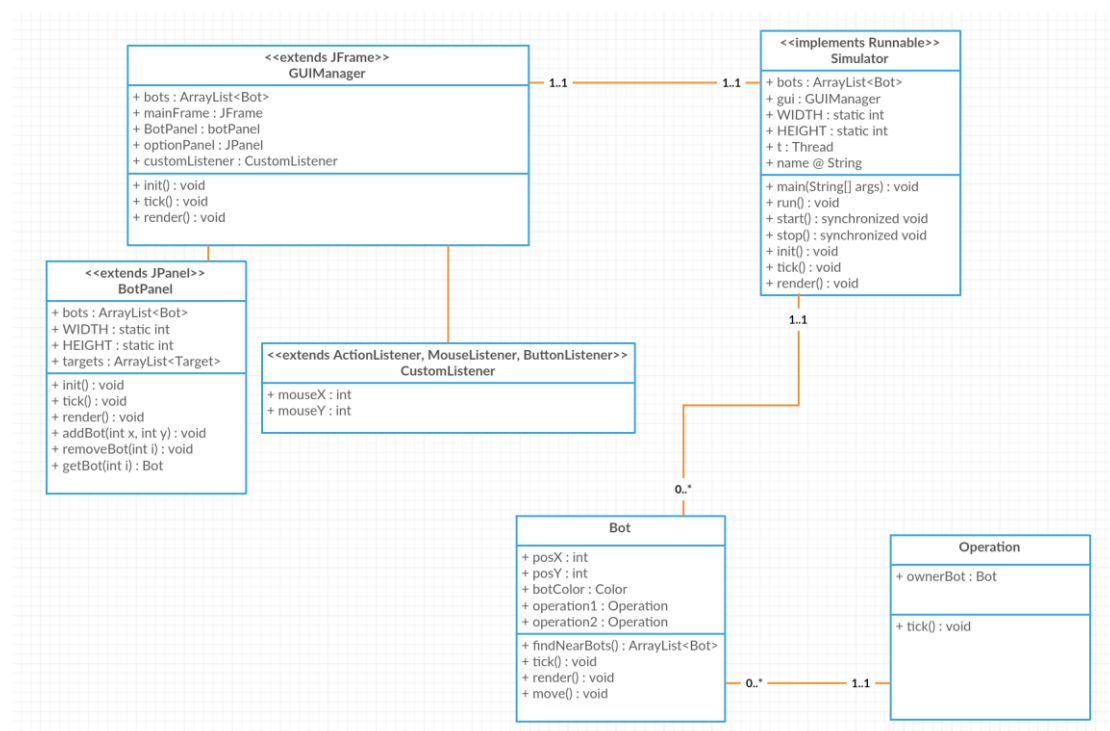 <<extends JFrame>>
GUIManager
+ bots : ArrayList<Bot>
+ mainFrame : JFrame
+ BotPanel : botPanel
+ optionPanel : JPanel
+ customListener : CustomListener
+ init() : void
+ tick() : void
+ render() : void
1..1
1..1
<<implements Runnable>>
Simulator
+ bots : ArrayList<Bot>
+ gui : GUIManager
+ WIDTH : static int
+ HEIGHT : static int
+ t : Thread
+ name @ String
+ main(String[] args) : void
+ run() : void
+ start() : synchronized void
+ stop() : synchronized void
+ init() : void
+ tick() : void
+ render() : void
<<extends JPanel>>
BotPanel
+ bots : ArrayList<Bot>
+ WIDTH : static int
+ HEIGHT : static int
+ targets : ArrayList<Target>
+ init() : void
+ tick() : void
+ render() : void
+ addBot(int x, int y) : void
+ removeBot(int i) : void
+ getBot(int i) : Bot
<<extends ActionListener, MouseListener, ButtonListener>>
CustomListener
+ mouseX : int
+ mouseY : int
1..1
0..*
Bot
+ posX : int
+ posY : int
+ botColor : Color
+ operation1 : Operation
+ operation2 : Operation
+ findNearBots() : ArrayList<Bot>
+ tick() : void
+ render() : void
+ move() : void
0..*
1..1
Operation
+ ownerBot : Bot
+ tick() : void